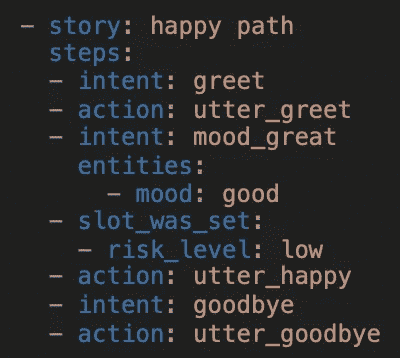 - story: happy path
steps:
- intent: greet
- action: utter_greet
- intent: mood_great
entities:
- mood: good
- slot_was_set:
- risk_level: low
- action: utter_happy
- intent: goodbye
- action: utter_goodbye